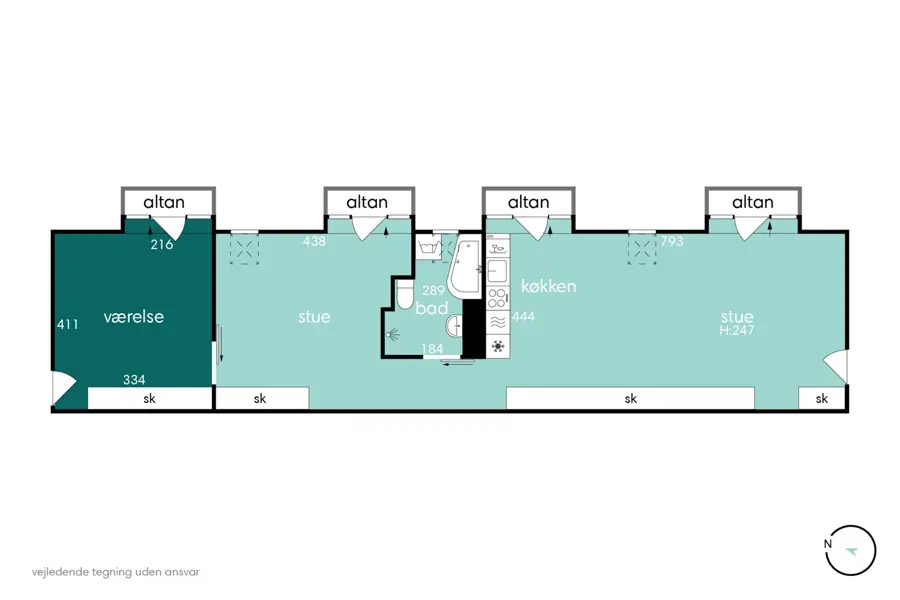 altan
altan
altan
altan
216
438
793
289
køkken
411
værelse
stue
bad
444
stue
H:247
184
334
sk
sk
sk
sk
N
vejledende tegning uden ansvar